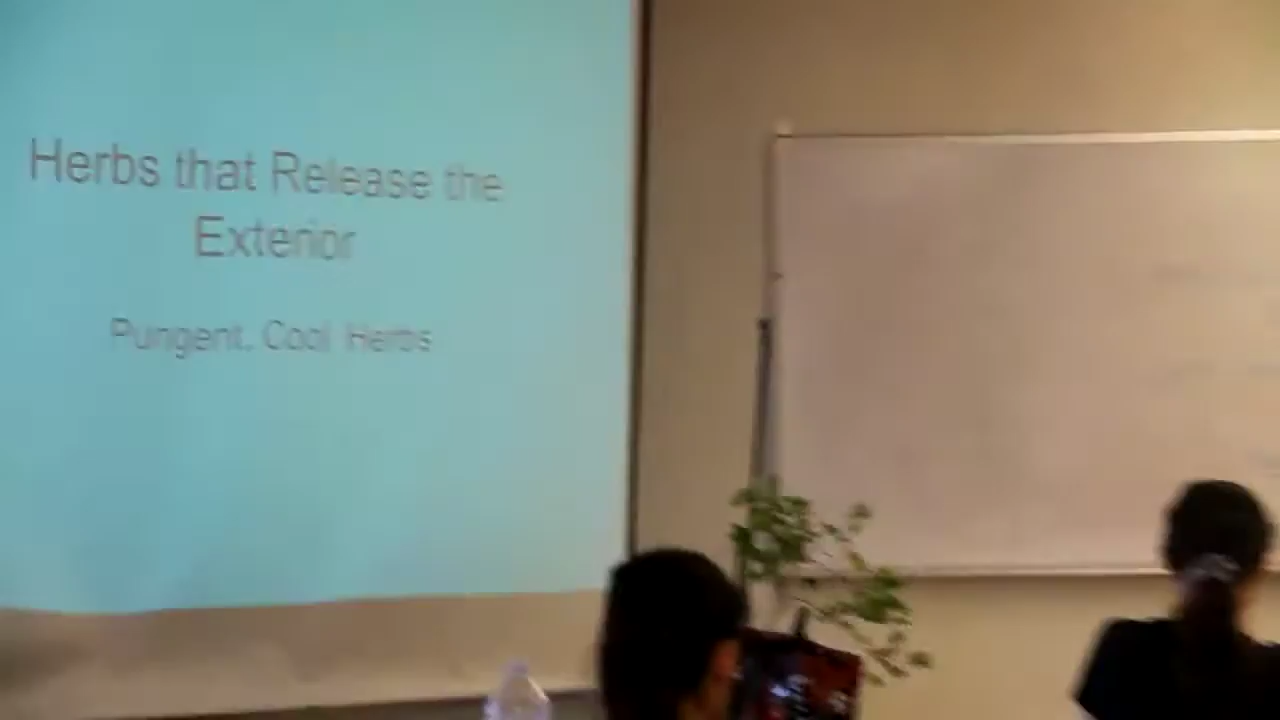 Herbs that Release the
Exterior
Pungent, Cool Herbs